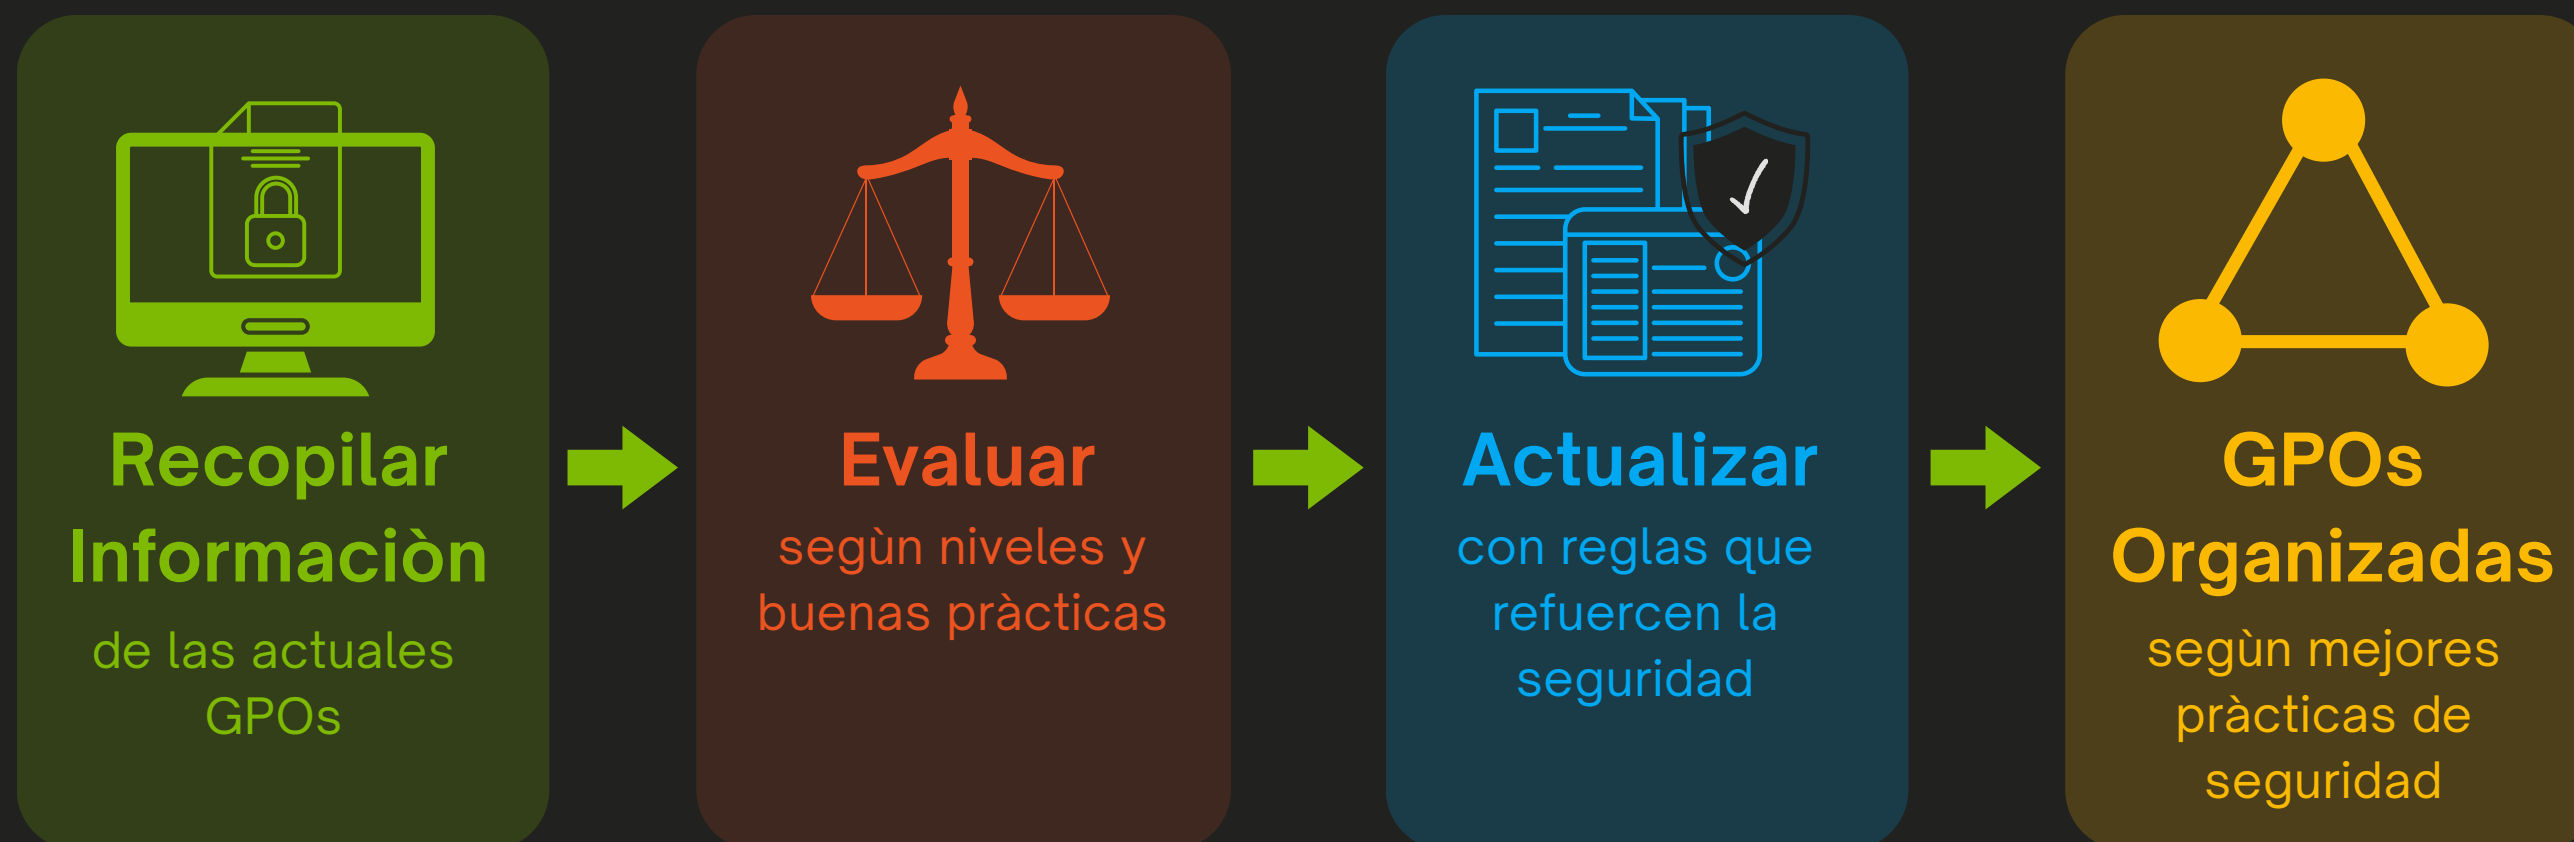 Recopilar
Informaciòn
de las actuales
GPOs
Evaluar
segùn niveles y
buenas pràcticas
Actualizar
con reglas que
refuercen la
seguridad
GPOs
Organizadas
segùn mejores
pràcticas de
seguridad